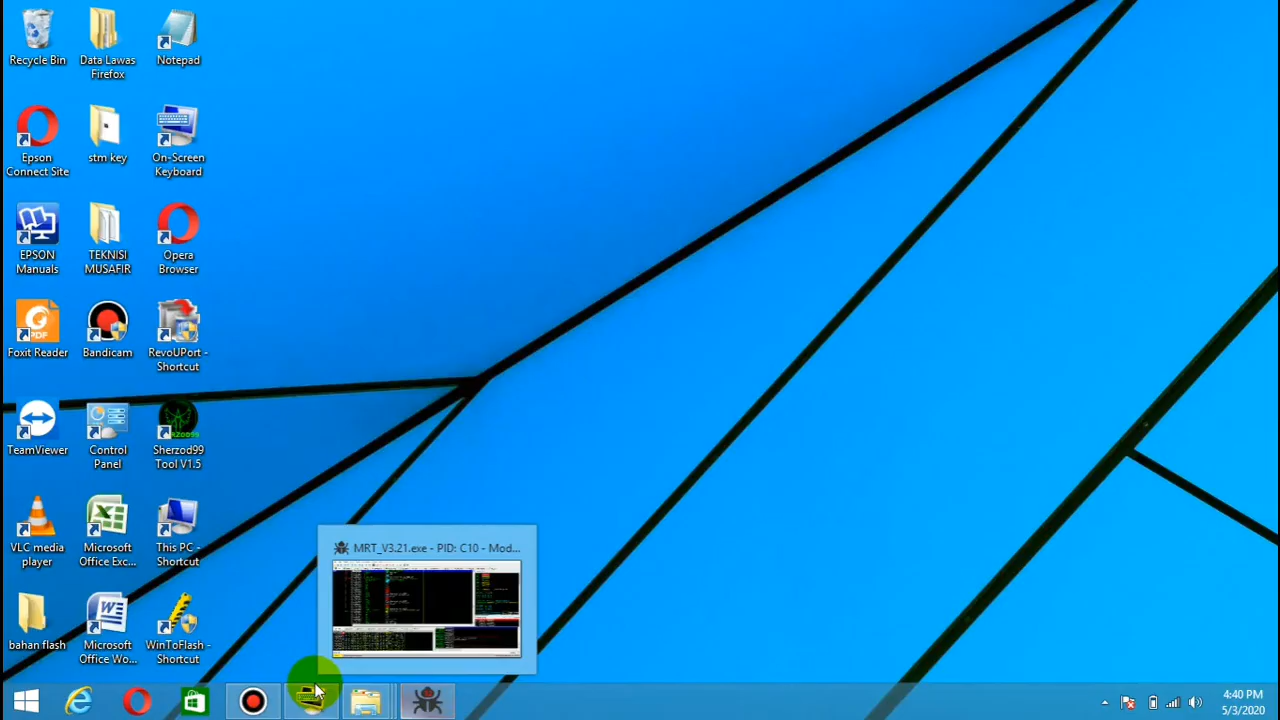 Recycle Bin
Data Lawas
Firefox
Notepad
Epson
Connect Site
stm key
On-Screen
Keyboard
EPSON
Manuals
TEKNISI
MUSAFIR
Opera
Browser
PDF
Foxit Reader
Bandicam
RevoUPort -
Shortcut
TeamViewer
Control
Panel
Sherzod99
Tool V1.5
VLC media
player
Microsoft
Office Exc...
This PC -
Shortcut
bahan flash
Microsoft
Office Wo...
WinToFlash -
Shortcut
MRT_V3.21.exe - PID: C10 - Mod...
4:40 PM
5/3/2020